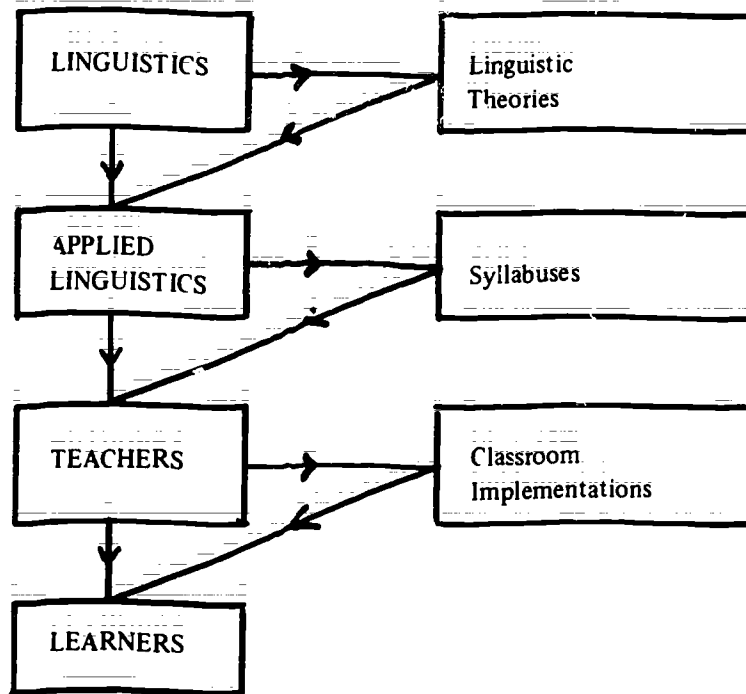 LINGUISTICS
Linguistic
Theories
APPLIED
LINGUISTICS
Syllabuses
TEACHERS
Classroom
Implementations
LEARNERS